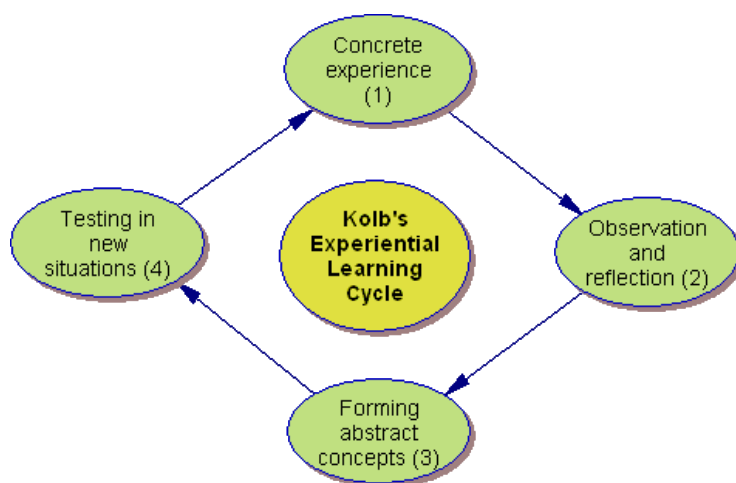 Concrete
experience
(1)
Kolb's
Experiential
Learning
Cycle
Observation
and
reflection (2)
Forming
abstract
concepts (3)
Testing in
new
situations (4)